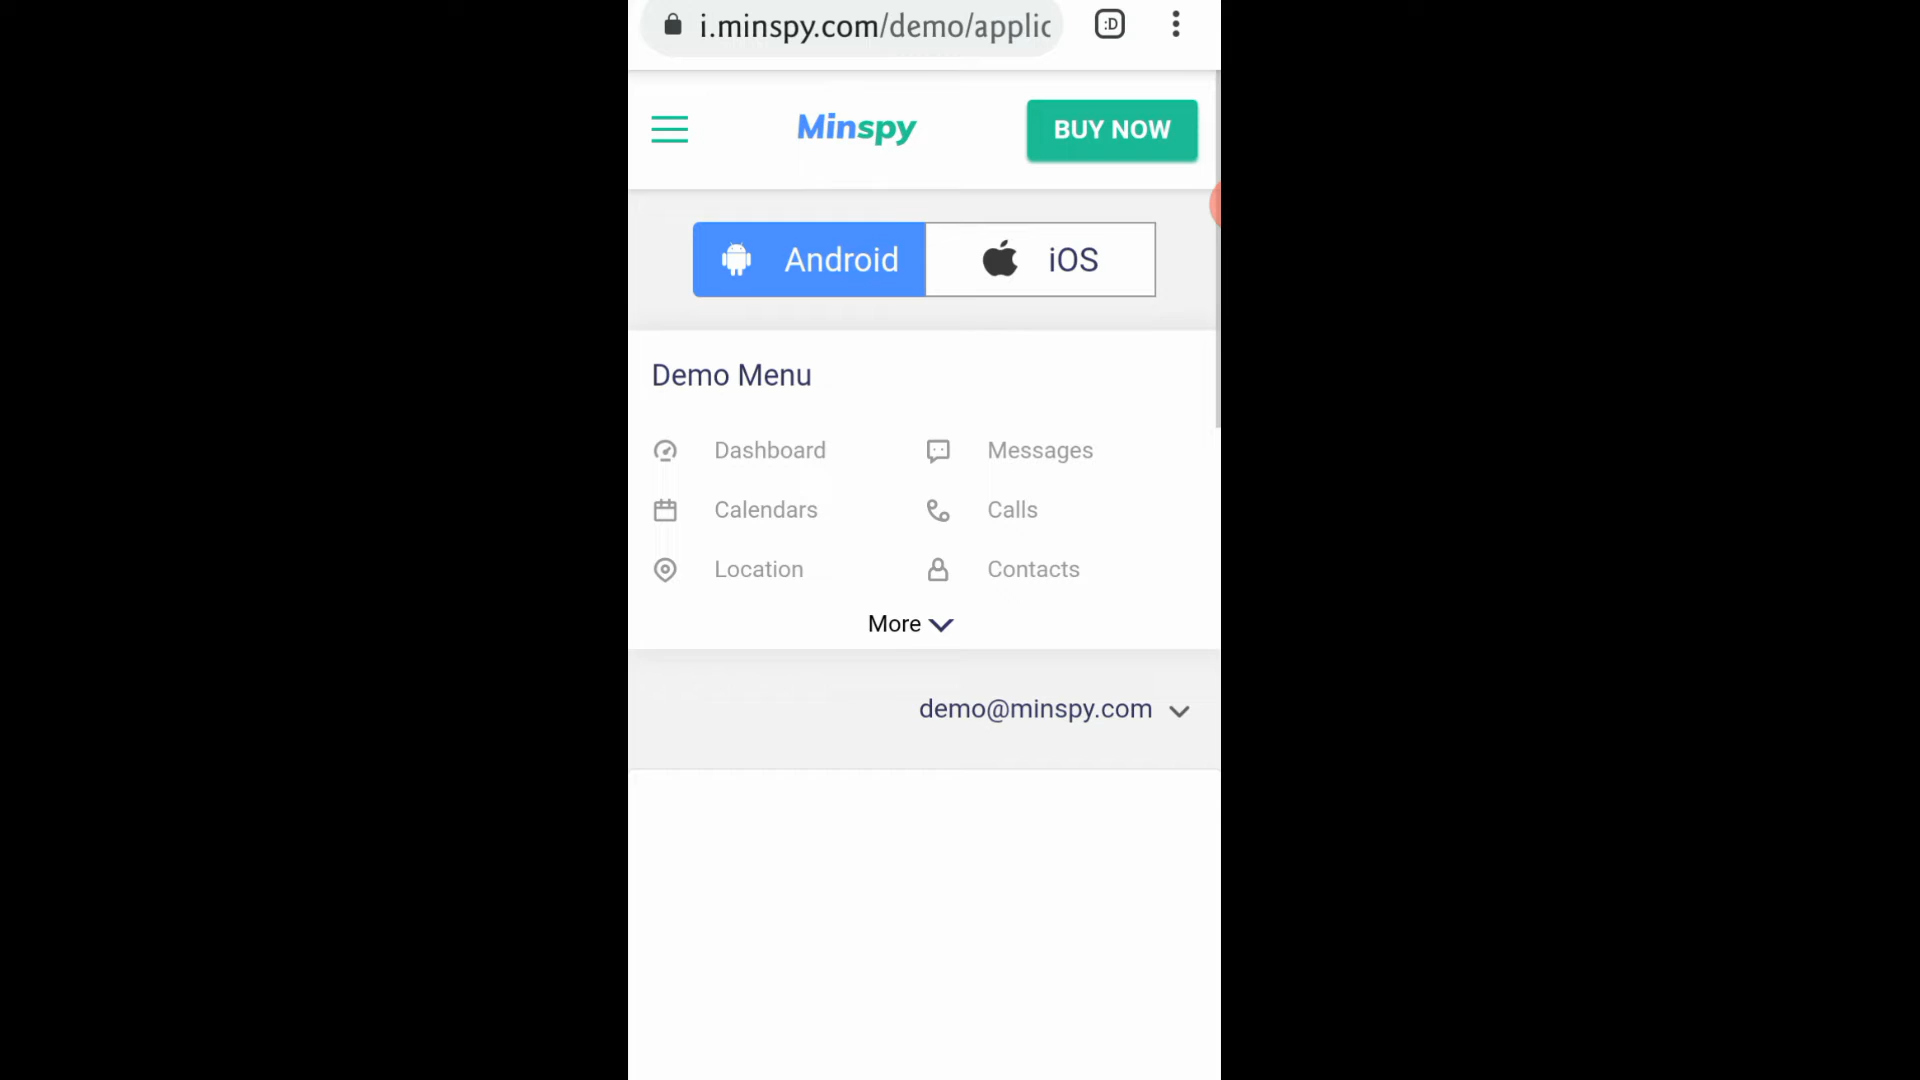 i.minspy.com/demo/applic
:D
Minspy
BUY NOW
Android
iOS
Demo Menu
Dashboard
Messages
Calendars
Calls
Location
Contacts
More
demo@minspy.com